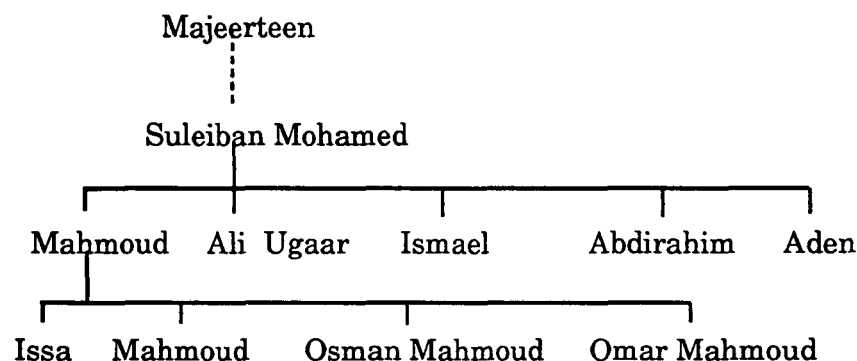 Majeerteen
Suleiban Mohamed
Mahmoud Ali Ugaar Ismael Abdirahim Aden
Issa Mahmoud Osman Mahmoud Omar Mahmoud